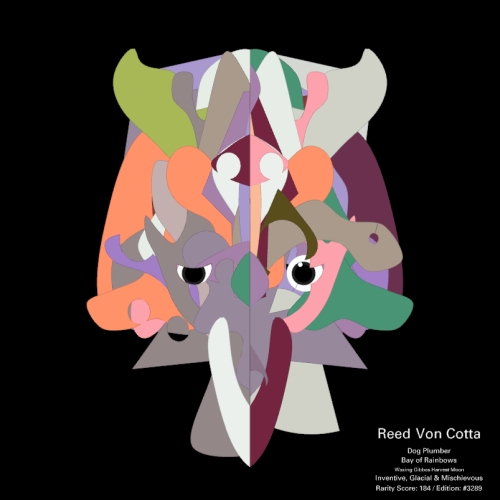 Reed Von Cotta
Dog Plumber
Bay of Rainbows
Waxing Gibbos Harvest Moon
Inventive, Glacial & Mischievous
Rarity Score: 184 / Edition: #3289